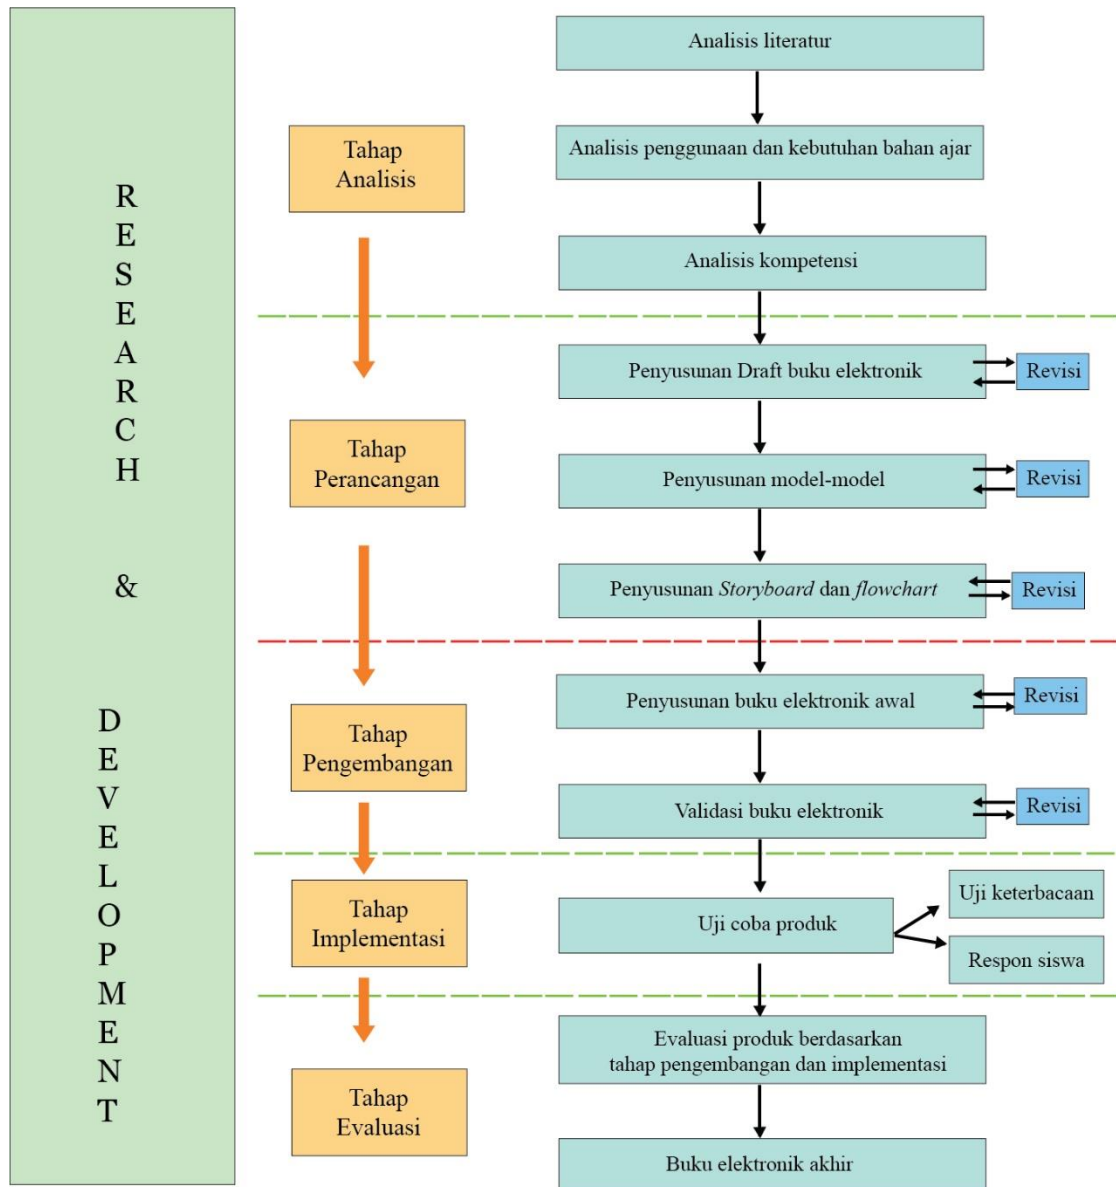 RESEARCH
&
DEVELOPMENT
Tahap
Analisis
Analisis literatur
Analisis penggunaan dan kebutuhan bahan ajar
Analisis kompetensi
Tahap
Perancangan
Penyusunan Draft buku elektronik
Revisi
Penyusunan model-model
Revisi
Penyusunan Storyboard dan flowchart
Revisi
Tahap
Pengembangan
Penyusunan buku elektronik awal
Revisi
Validasi buku elektronik
Revisi
Tahap
Implementasi
Uji coba produk
Uji keterbacaan
Respon siswa
Tahap
Evaluasi
Evaluasi produk berdasarkan
tahap pengembangan dan implementasi
Buku elektronik akhir